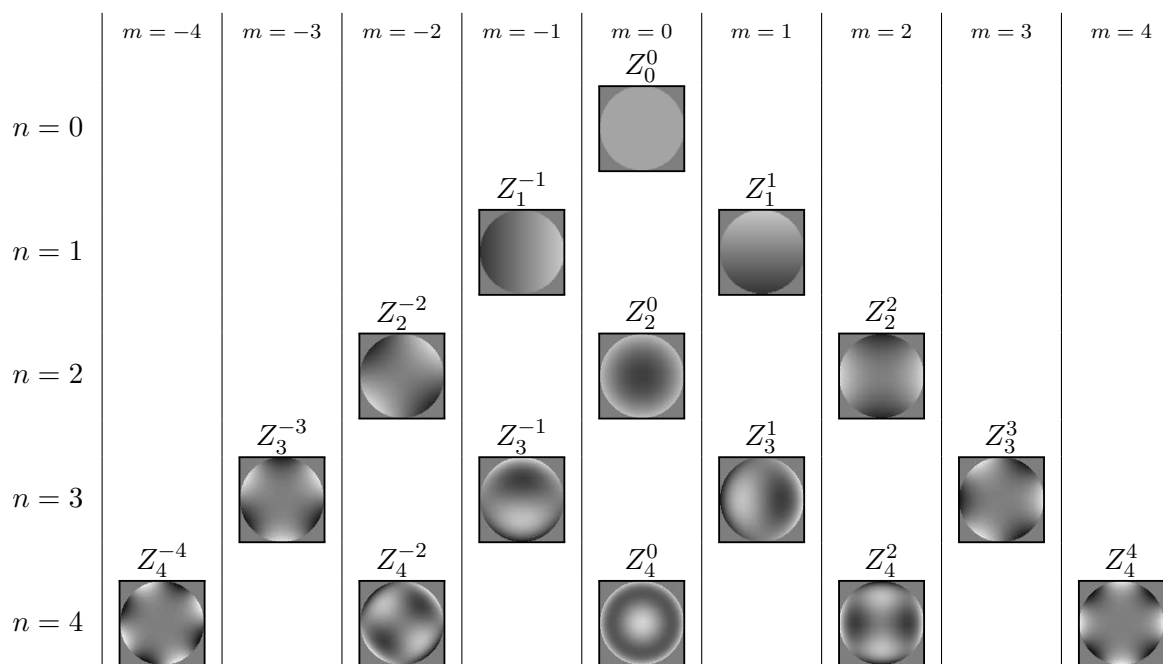 m = −4 m = −3 m = −2 m = −1 m = 0 m = 1 m = 2 m = 3 m = 4
Z_0^0
n = 0
Z_1^{-1} Z_1^1
n = 1
Z_2^{-2} Z_2^0 Z_2^2
n = 2
Z_3^{-3} Z_3^{-1} Z_3^1 Z_3^3
n = 3
Z_4^{-4} Z_4^{-2} Z_4^0 Z_4^2 Z_4^4
n = 4